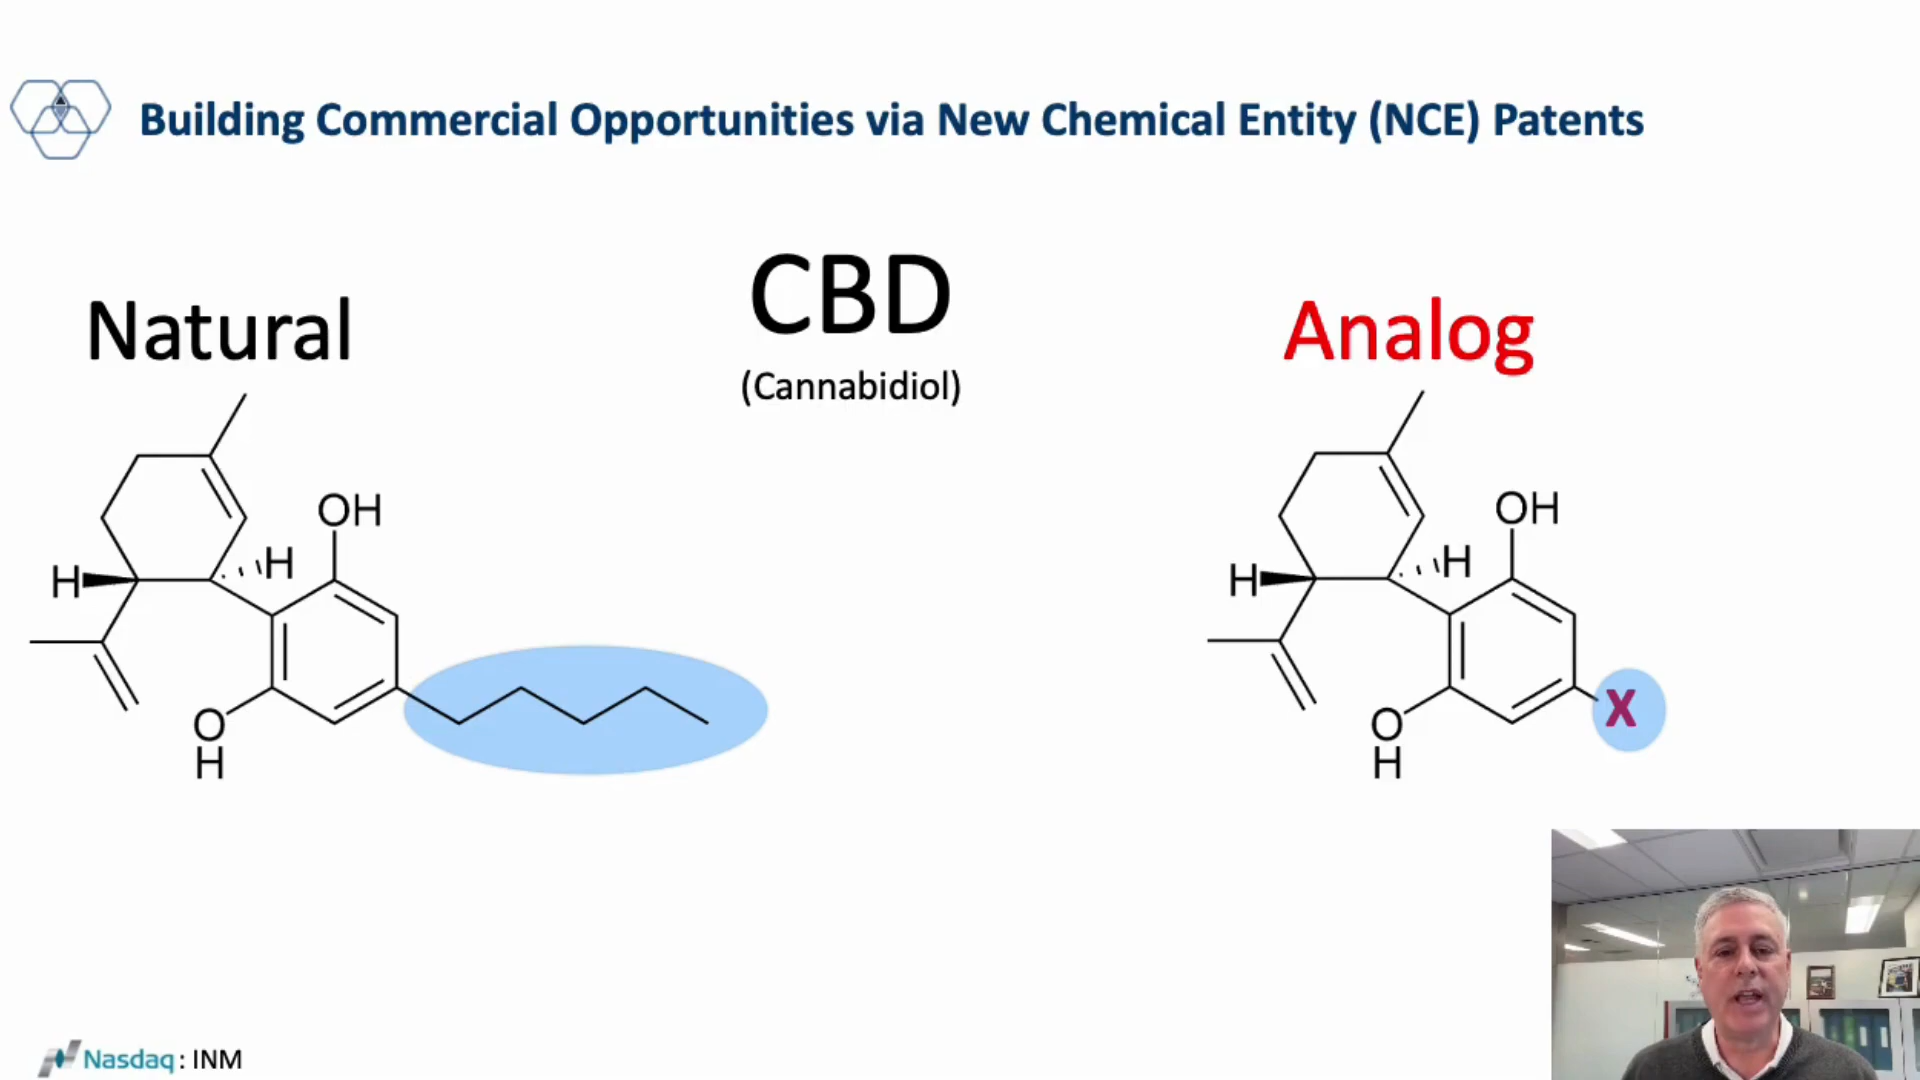 Building Commercial Opportunities via New Chemical Entity (NCE) Patents
CBD
(Cannabidiol)
Natural
OH
H
H
O
H
Analog
OH
H
H
X
O
H
Nasdaq : INM